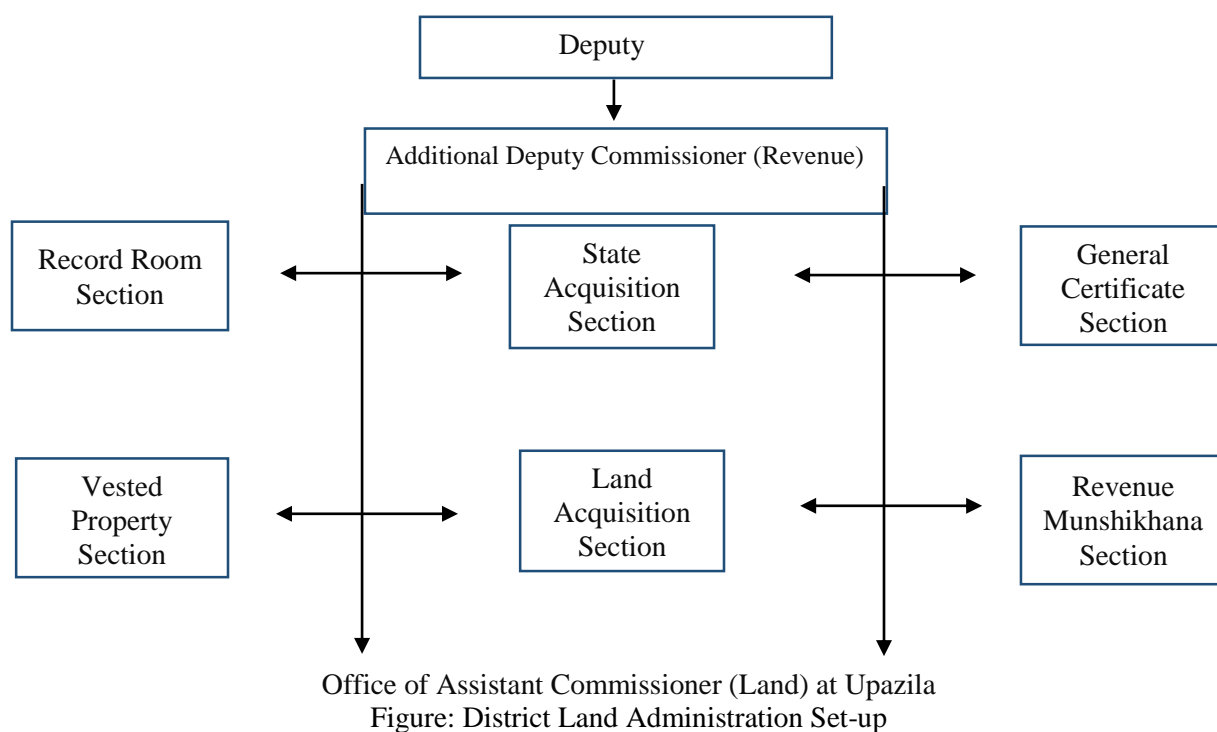 Deputy
Additional Deputy Commissioner (Revenue)
Record Room
Section
State
Acquisition
Section
General
Certificate
Section
Vested
Property
Section
Land
Acquisition
Section
Revenue
Munshikhana
Section
Office of Assistant Commissioner (Land) at Upazila
Figure: District Land Administration Set-up